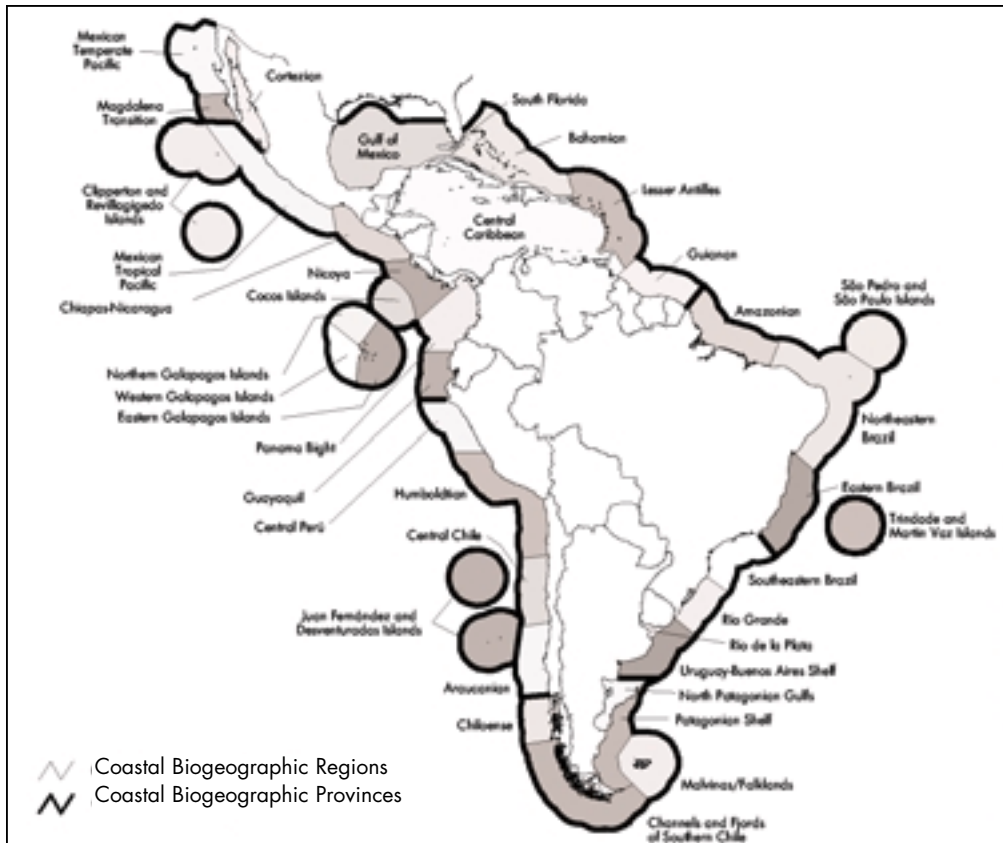 Mexican
Temperate
Pacific
Cortezian
Magdalena
Transition
South Florida
Gulf of
Mexico
Bahamian
Lesser Antilles
Clipperton and
Revillagigedo
Islands
Central
Caribbean
Guianan
Mexican
Tropical
Pacific
Nicoya
Chiapas-Nicaragua
Cocos Islands
São Pedro and
São Paulo Islands
Amazonian
Northern Galapagos Islands
Western Galapagos Islands
Eastern Galapagos Islands
Northeastern
Brazil
Panama Bight
Guayaquil
Humboldtian
Eastern Brazil
Central Perú
Trindade and
Martin Vaz Islands
Central Chile
Southeastern Brazil
Juan Fernández and
Desventuradas Islands
Rio Grande
Rio de la Plata
Uruguay-Buenos Aires Shelf
Araucanian
North Patagonian Gulfs
Chiloense
Patagonian Shelf
Malvinas/Falklands
Channels and Fjords
of Southern Chile
Coastal Biogeographic Regions
Coastal Biogeographic Provinces